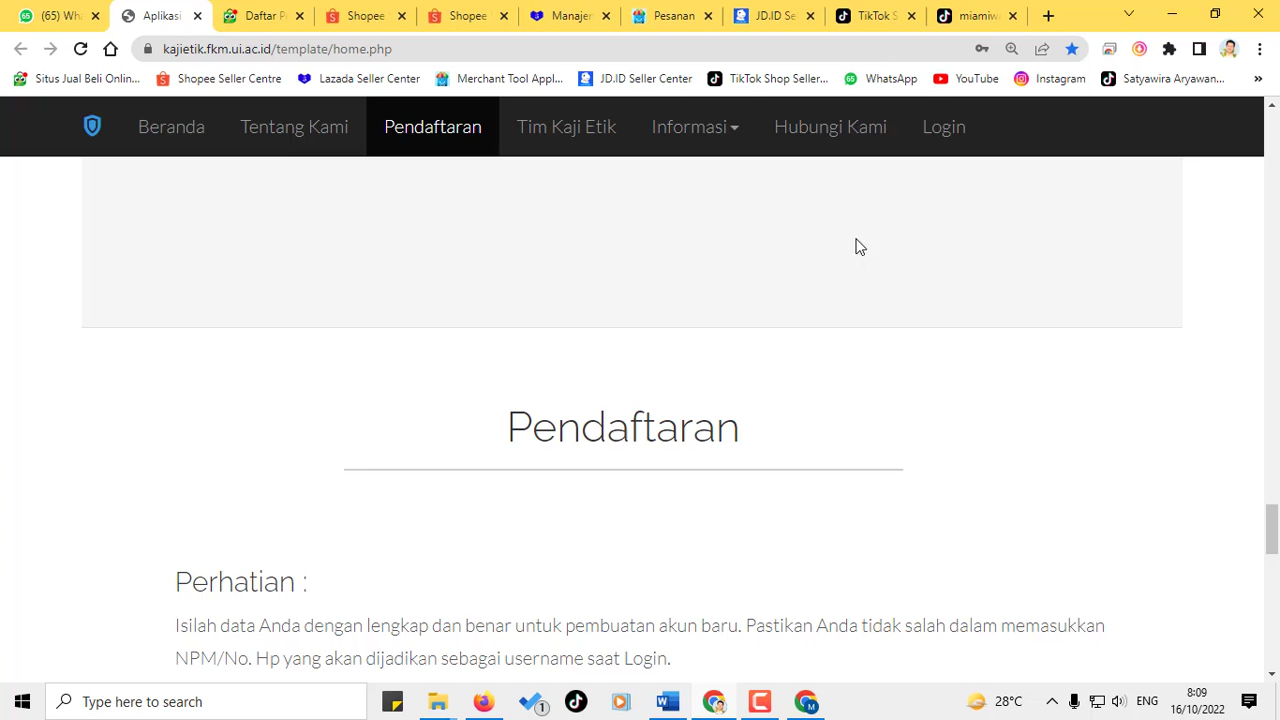 (65) Wha
Aplikasi
Daftar P
Shopee
Shopee
Manajer
Pesanan
JD.ID Se
TikTok S
miamiw
kajietik.fkm.ui.ac.id/template/home.php
Situs Jual Beli Onlin...
Shopee Seller Centre
Lazada Seller Center
Merchant Tool Appl...
JD.ID Seller Center
TikTok Shop Seller...
WhatsApp
YouTube
Instagram
Satyawira Aryawan...
»
Beranda
Tentang Kami
Pendaftaran
Tim Kaji Etik
Informasi
Hubungi Kami
Login
Pendaftaran
Perhatian :
Isilah data Anda dengan lengkap dan benar untuk pembuatan akun baru. Pastikan Anda tidak salah dalam memasukkan
NPM/No. Hp yang akan dijadikan sebagai username saat Login.
Type here to search
28°C
ENG
8:09
16/10/2022